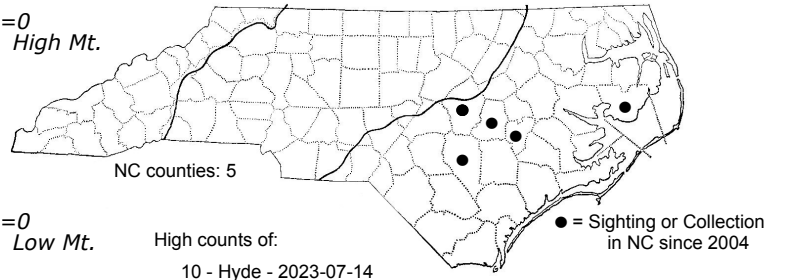 =0
High Mt.
NC counties: 5
=0
Low Mt.
High counts of:
10 - Hyde - 2023-07-14
● = Sighting or Collection
in NC since 2004